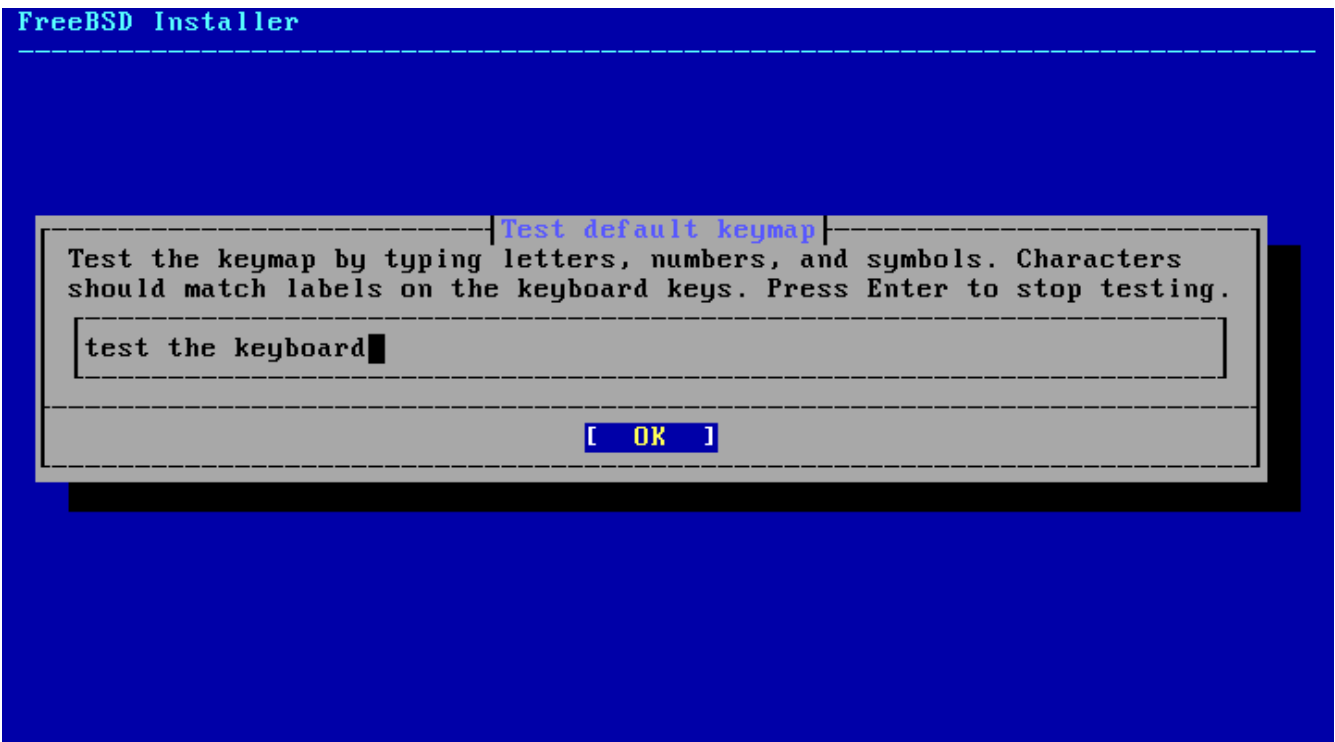 FreeBSD Installer
Test default keymap
Test the keymap by typing letters, numbers, and symbols. Characters
should match labels on the keyboard keys. Press Enter to stop testing.
test the keyboard
[ OK ]